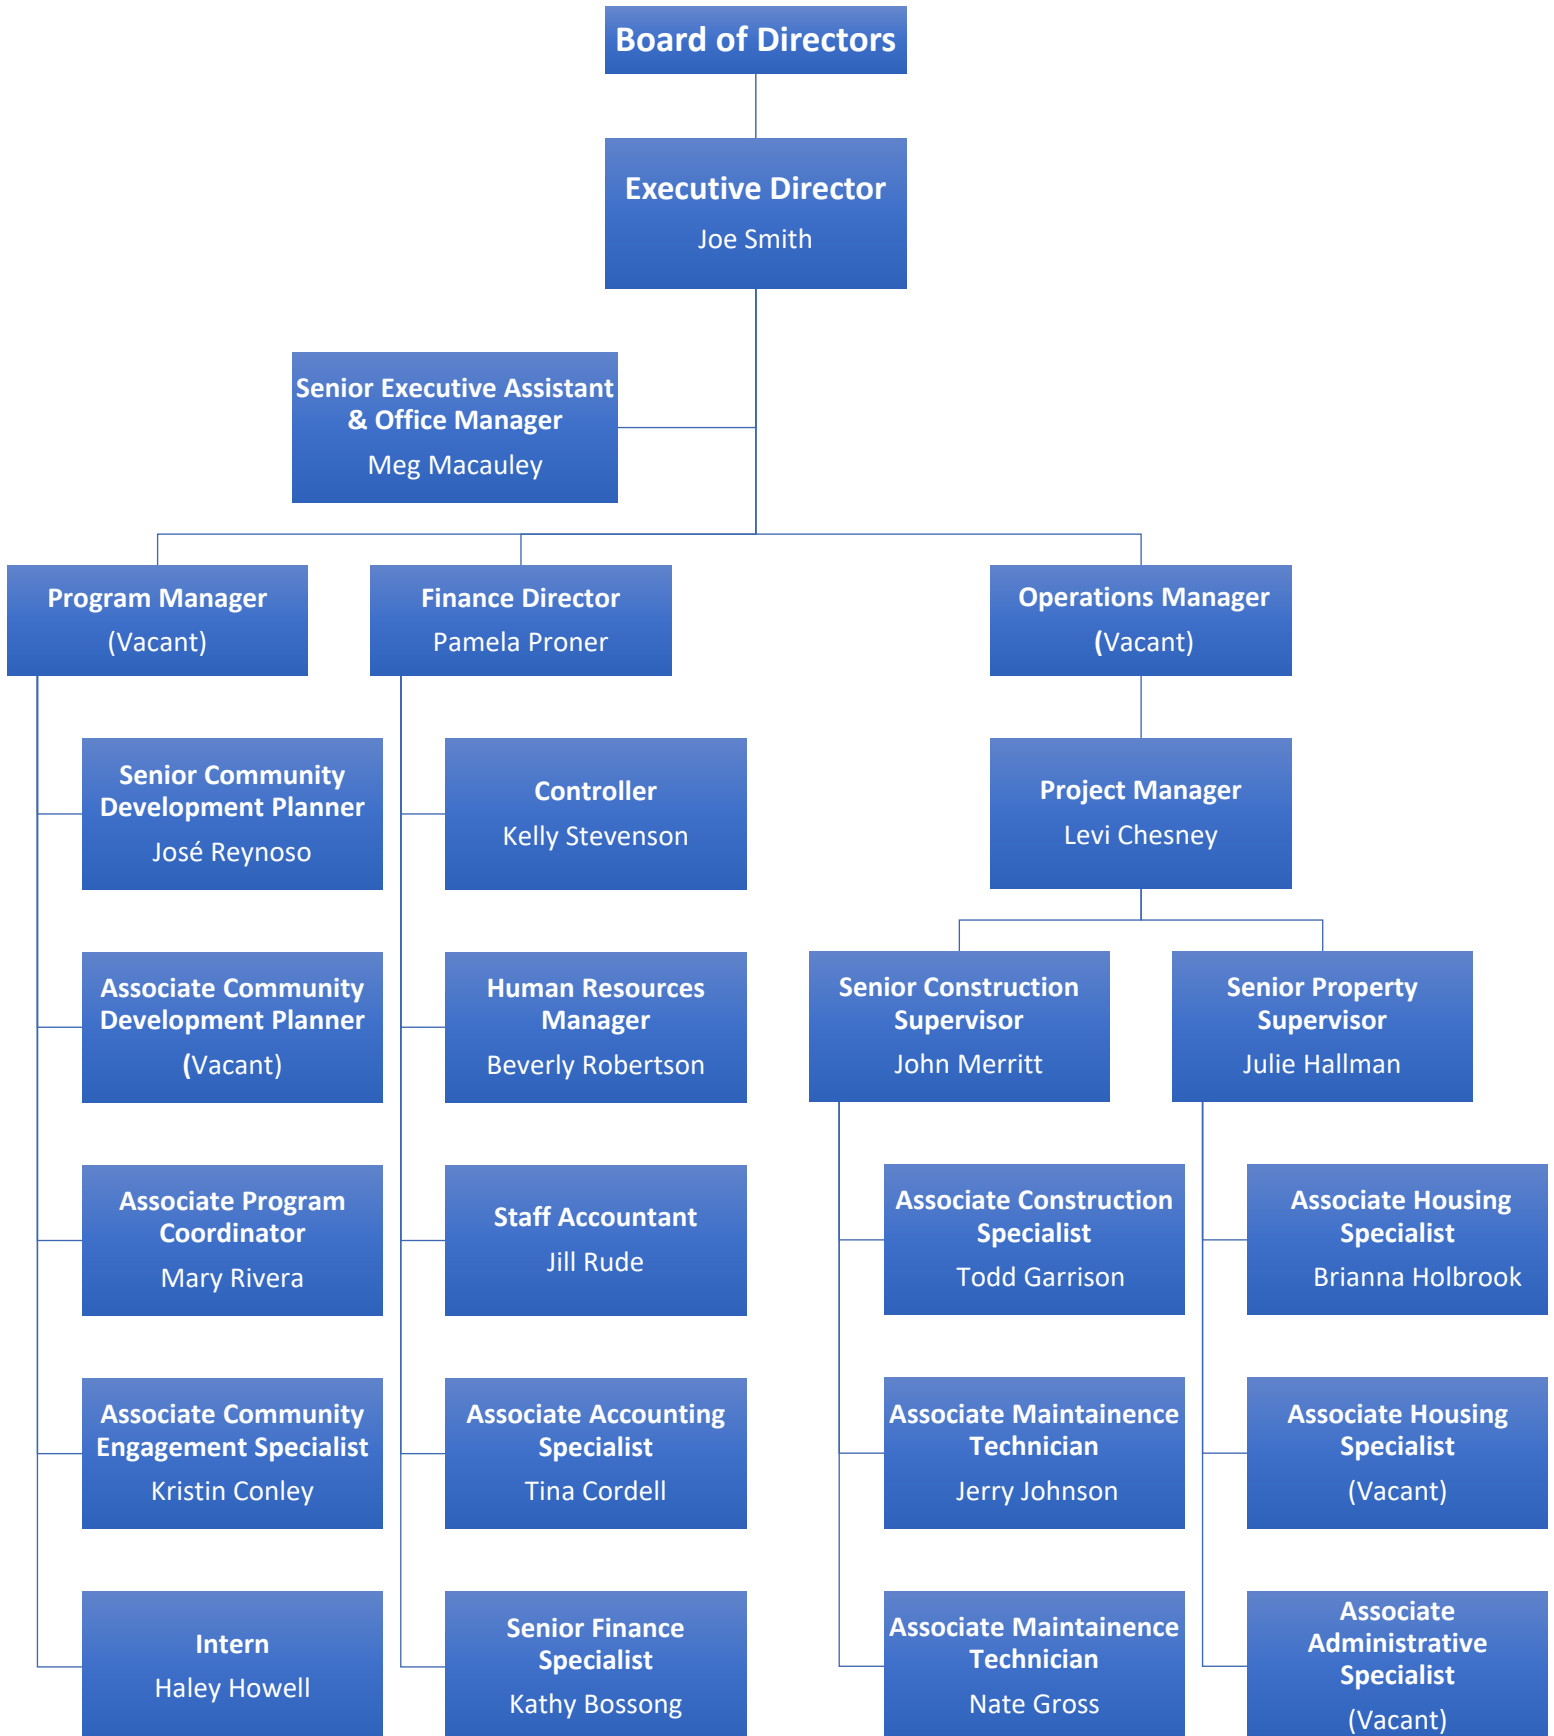 Board of Directors
Executive Director
Joe Smith
Senior Executive Assistant
& Office Manager
Meg Macauley
Program Manager
(Vacant)
Finance Director
Pamela Proner
Operations Manager
(Vacant)
Senior Community
Development Planner
José Reynoso
Controller
Kelly Stevenson
Project Manager
Levi Chesney
Associate Community
Development Planner
(Vacant)
Human Resources
Manager
Beverly Robertson
Senior Construction
Supervisor
John Merritt
Senior Property
Supervisor
Julie Hallman
Associate Program
Coordinator
Mary Rivera
Staff Accountant
Jill Rude
Associate Construction
Specialist
Todd Garrison
Associate Housing
Specialist
Brianna Holbrook
Associate Community
Engagement Specialist
Kristin Conley
Associate Accounting
Specialist
Tina Cordell
Associate Maintainence
Technician
Jerry Johnson
Associate Housing
Specialist
(Vacant)
Intern
Haley Howell
Senior Finance
Specialist
Kathy Bossong
Associate Maintainence
Technician
Nate Gross
Associate
Administrative
Specialist
(Vacant)